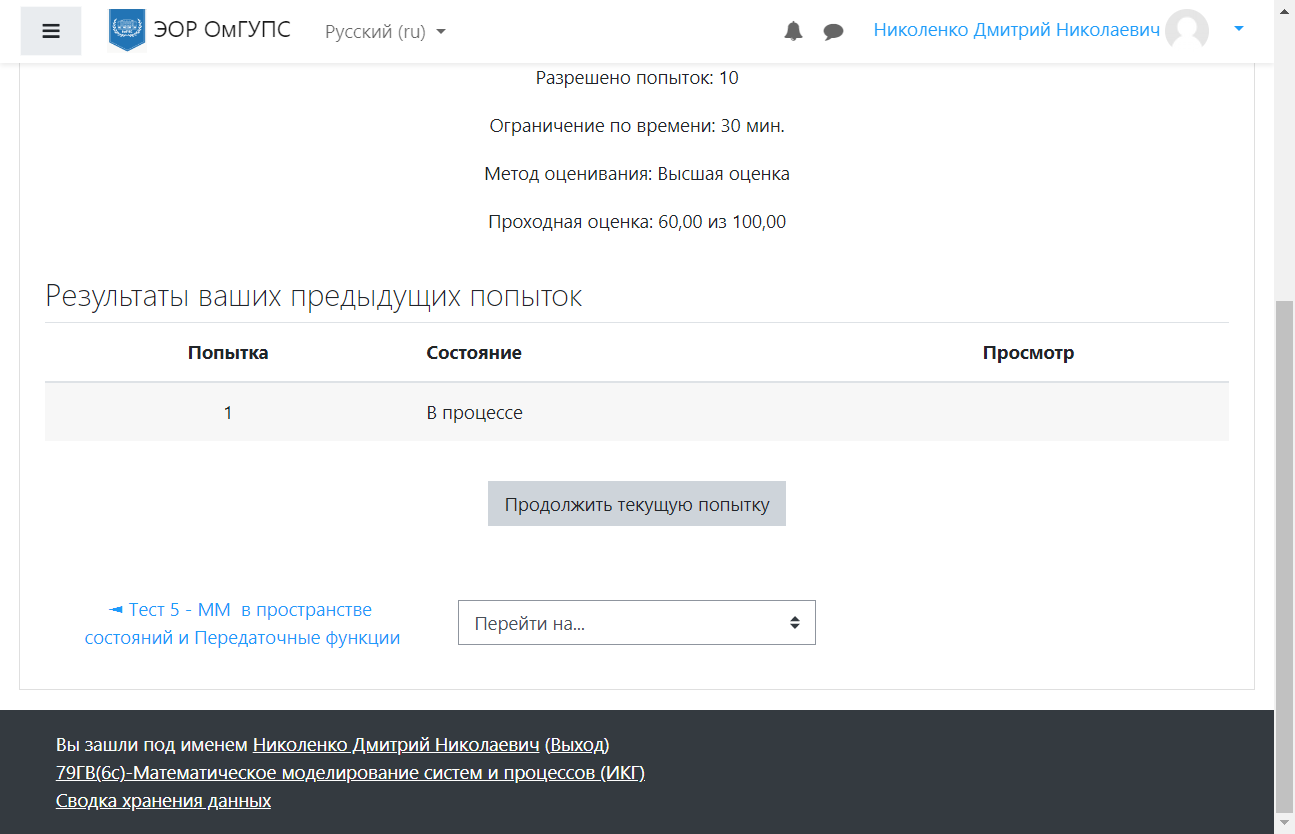 ЭОР ОмГУПС
Русский (ru)
Николенко Дмитрий Николаевич
Разрешено попыток: 10
Ограничение по времени: 30 мин.
Метод оценивания: Высшая оценка
Проходная оценка: 60,00 из 100,00
Результаты ваших предыдущих попыток
Попытка Состояние Просмотр
1 В процессе
Продолжить текущую попытку
◄ Тест 5 - ММ в пространстве
состояний и Передаточные функции
Перейти на...
Вы зашли под именем Николенко Дмитрий Николаевич (Выход)
79ГВ(6с)-Математическое моделирование систем и процессов (ИКГ)
Сводка хранения данных